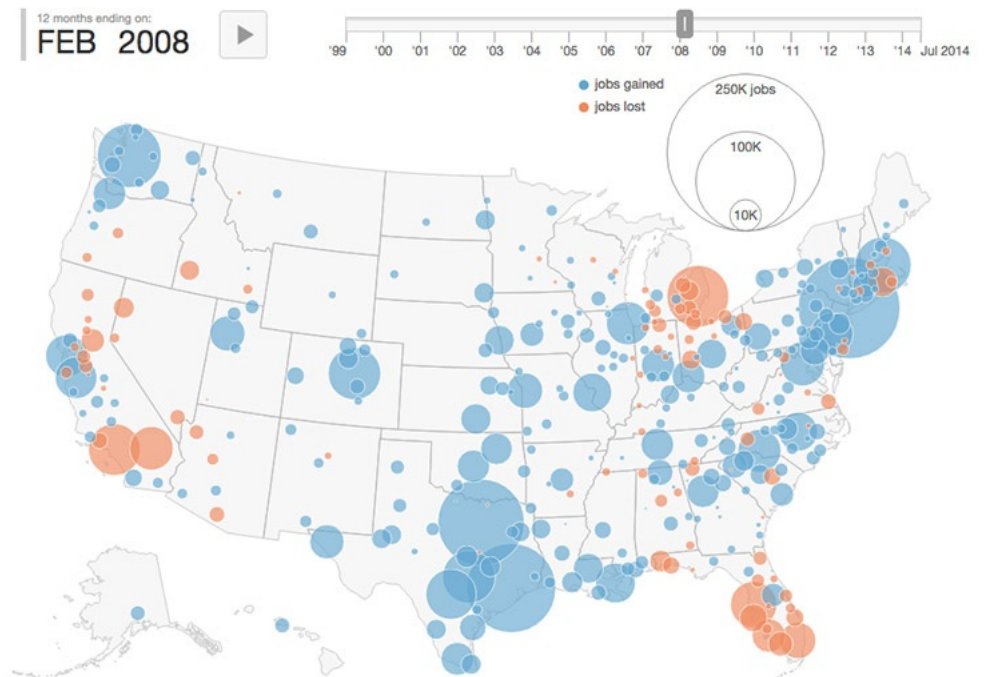 12 months ending on:
FEB 2008
'99 '00 '01 '02 '03 '04 '05 '06 '07 '08 '09 '10 '11 '12 '13 '14 Jul 2014
jobs gained
jobs lost
250K jobs
100K
10K